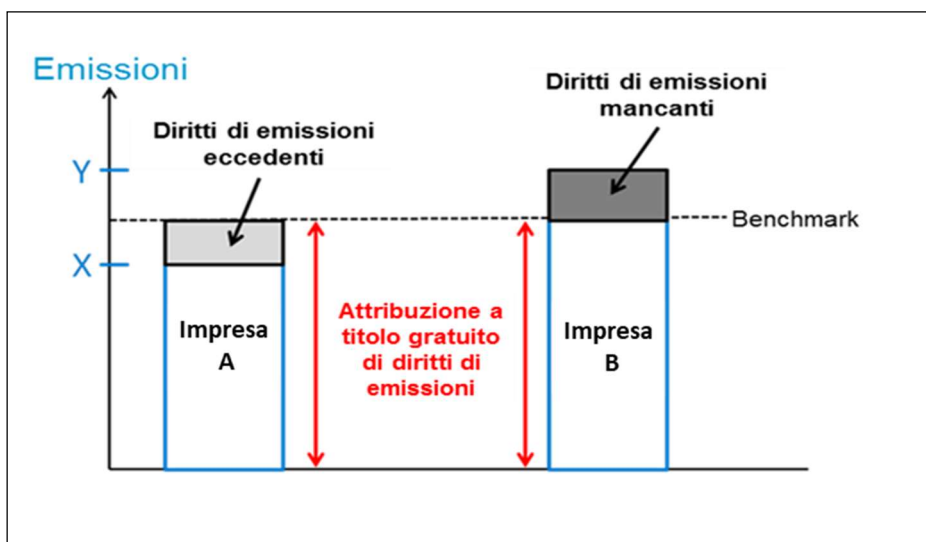 Emissioni
Diritti di emissioni
eccedenti
Diritti di emissioni
mancanti
Y
Benchmark
X
Impresa
A
Attribuzione a
titolo gratuito
di diritti di
emissioni
Impresa
B